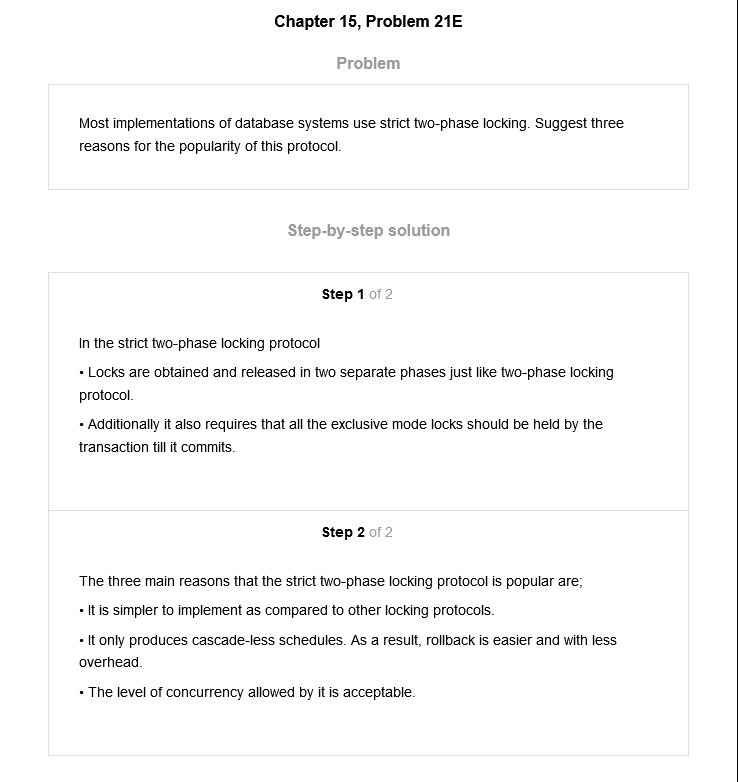 Chapter 15, Problem 21E
Problem
Most implementations of database systems use strict two-phase locking. Suggest three
reasons for the popularity of this protocol.
Step-by-step solution
Step 1 of 2
In the strict two-phase locking protocol
• Locks are obtained and released in two separate phases just like two-phase locking
protocol.
• Additionally it also requires that all the exclusive mode locks should be held by the
transaction till it commits.
Step 2 of 2
The three main reasons that the strict two-phase locking protocol is popular are;
• It is simpler to implement as compared to other locking protocols.
• It only produces cascade-less schedules. As a result, rollback is easier and with less
overhead.
• The level of concurrency allowed by it is acceptable.